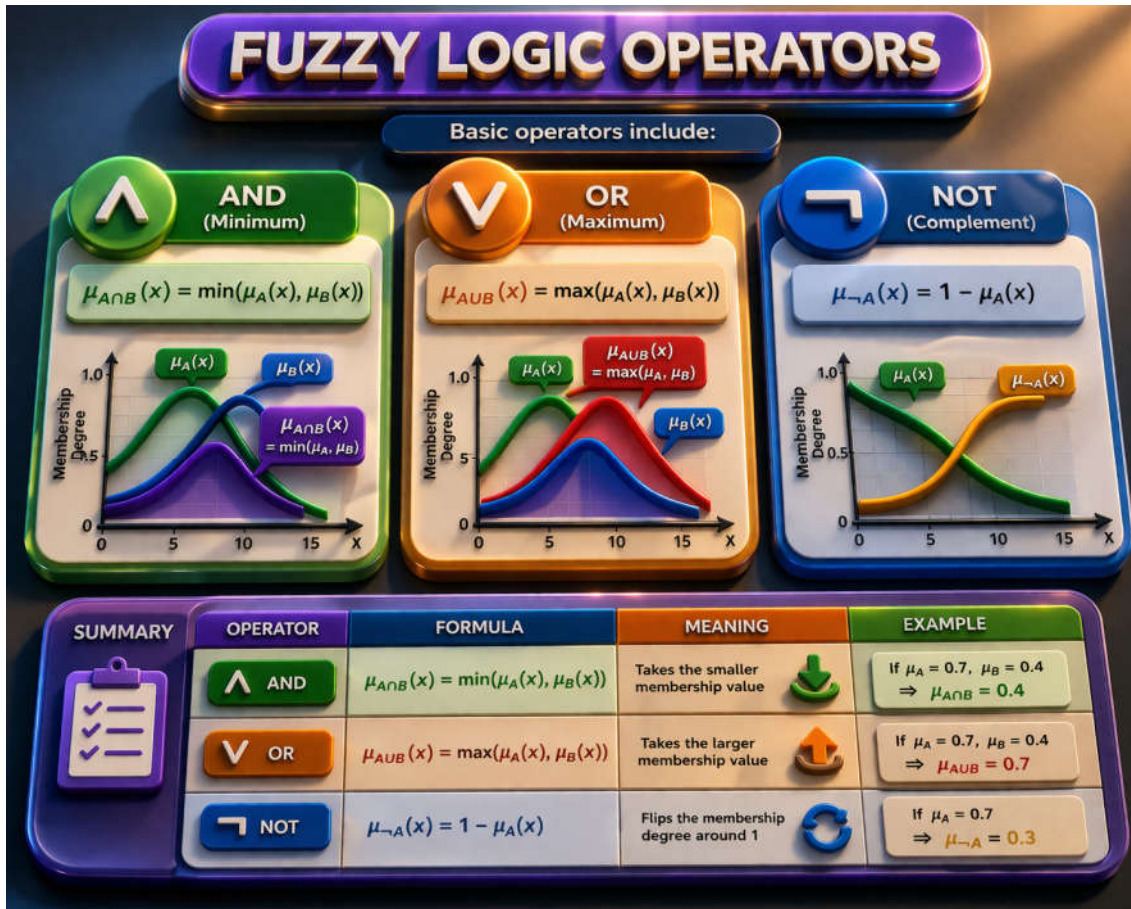 FUZZY LOGIC OPERATORS
Basic operators include:
∧
AND
(Minimum)
μA∩B (x) = min(μA(x), μB(x))
μA(x)
μB(x)
μA∩B(x)
= min(μA, μB)
Membership
Degree
1.0
.5
0
0 5 10 15 X
∨
OR
(Maximum)
μAUB (x) = max(μA(x), μB(x))
μA(x)
μAUB(x)
= max(μA, μB)
μB(x)
Membership
Degree
1.0
5
0
0 5 10 15 X
¬
NOT
(Complement)
μ¬A(x) = 1 − μA(x)
μA(x)
μ¬A(x)
Membership
Degree
1.0
0.5
0
0 5 10 15 X
SUMMARY
OPERATOR FORMULA MEANING EXAMPLE
∧ AND
μA∩B(x) = min(μA(x), μB(x))
Takes the smaller
membership value
If μA = 0.7, μB = 0.4
⇒ μA∩B = 0.4
∨ OR
μAUB(x) = max(μA(x), μB(x))
Takes the larger
membership value
If μA = 0.7, μB = 0.4
⇒ μAUB = 0.7
¬ NOT
μ¬A(x) = 1 − μA(x)
Flips the membership
degree around 1
If μA = 0.7
⇒ μ¬A = 0.3